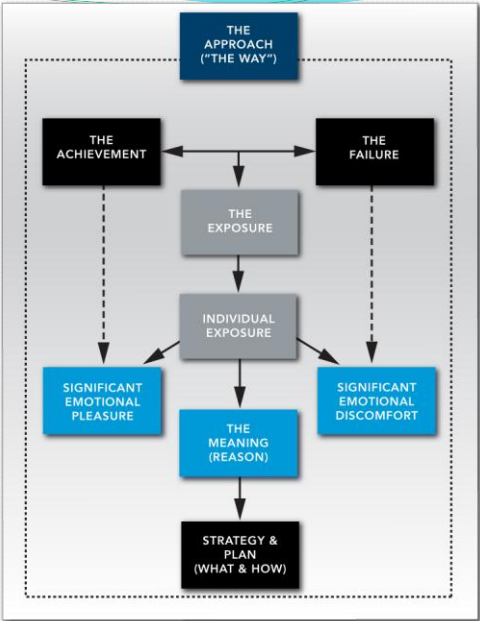 THE
APPROACH
("THE WAY")
THE
ACHIEVEMENT
THE
FAILURE
THE
EXPOSURE
INDIVIDUAL
EXPOSURE
SIGNIFICANT
EMOTIONAL
PLEASURE
SIGNIFICANT
EMOTIONAL
DISCOMFORT
THE
MEANING
(REASON)
STRATEGY &
PLAN
(WHAT & HOW)